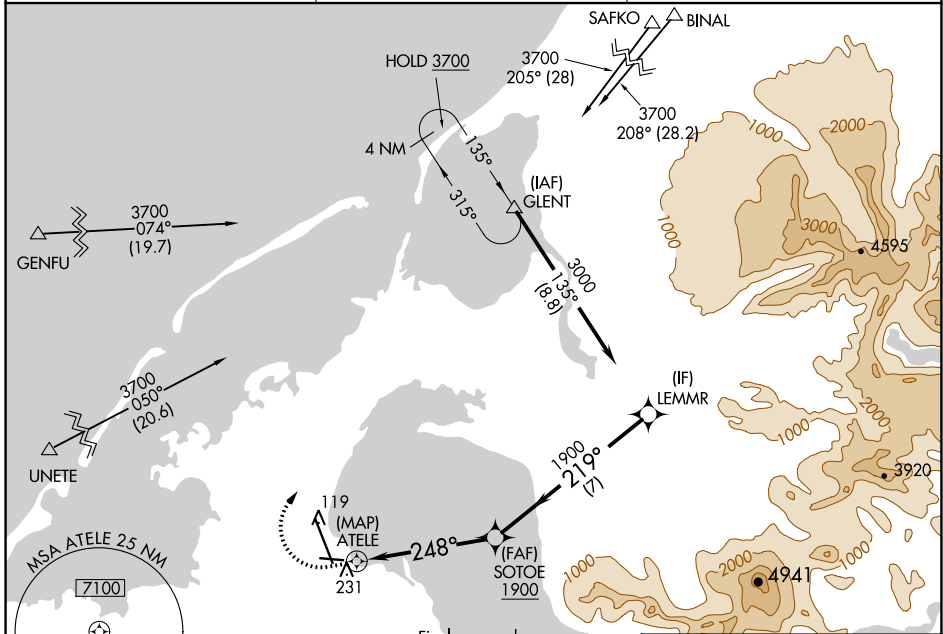 SAFKO
BINAL
3700
205° (28)
3700
208° (28.2)
HOLD 3700
4 NM
135°
315°
(IAF)
GLENT
1000
2000
1000
3000
4595
3700
074°
(19.7)
GENFU
3000
135°
(8.8)
3700
050°
(20.6)
UNETE
(IF)
LEMMR
2000
1000
3920
1900
219°
(7)
119
(MAP)
ATELE
248°
231
(FAF)
SOTOE
1900
1000
2000
1000
4941
MSA ATELE 25 NM
7100